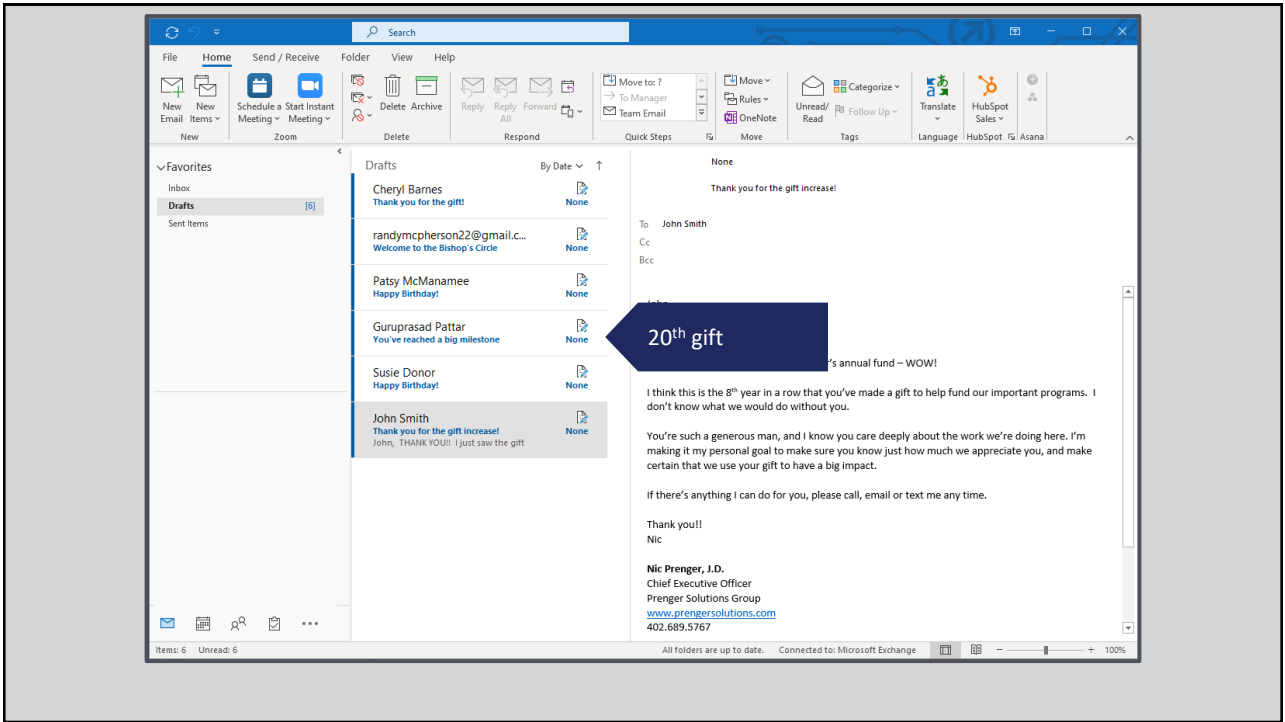 Search
File Home Send / Receive Folder View Help
New Email
New Items
Schedule a Meeting
Start Instant Meeting
Delete Archive
Reply Reply All Forward
Move to: ?
To Manager
Team Email
Move
Rules
OneNote
Unread/ Read
Categorize
Follow Up
Translate
HubSpot Sales
New Zoom Delete Respond Quick Steps Move Tags Language HubSpot Asana
Favorites
Inbox
Drafts [6]
Sent Items
Drafts By Date
Cheryl Barnes
Thank you for the gift! None
randymcpherson22@gmail.c...
Welcome to the Bishop's Circle None
Patsy McManamee
Happy Birthday! None
Guruprasad Pattar
You've reached a big milestone None
Susie Donor
Happy Birthday! None
John Smith
Thank you for the gift increase! None
John, THANK YOU!! I just saw the gift
20th gift
None
Thank you for the gift increase!
To John Smith
Cc
Bcc
's annual fund – WOW!
I think this is the 8th year in a row that you've made a gift to help fund our important programs. I
don't know what we would do without you.
You're such a generous man, and I know you care deeply about the work we're doing here. I'm
making it my personal goal to make sure you know just how much we appreciate you, and make
certain that we use your gift to have a big impact.
If there's anything I can do for you, please call, email or text me any time.
Thank you!!
Nic
Nic Prenger, J.D.
Chief Executive Officer
Prenger Solutions Group
www.prengersolutions.com
402.689.5767
Items: 6 Unread: 6
All folders are up to date. Connected to: Microsoft Exchange 100%